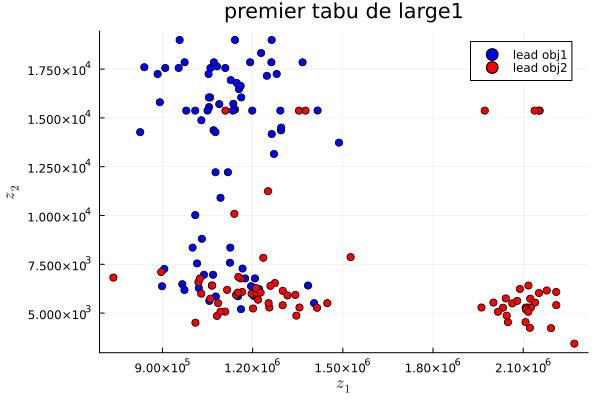 premier tabu de large1
lead obj1
lead obj2
1.750×10⁴
1.500×10⁴
1.250×10⁴
1.000×10⁴
7.500×10³
5.000×10³
z₂
9.00×10⁵
1.20×10⁶
1.50×10⁶
1.80×10⁶
2.10×10⁶
z₁